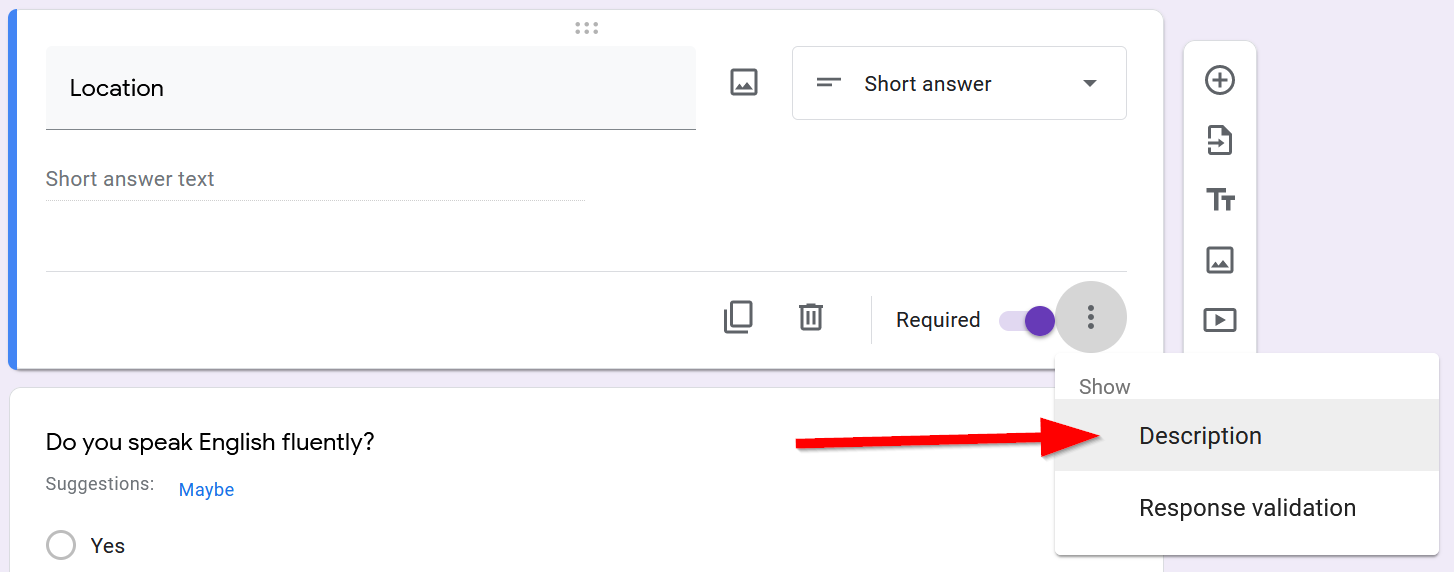 Location
Short answer
Short answer text
Required
Show
Description
Response validation
Do you speak English fluently?
Suggestions: Maybe
Yes